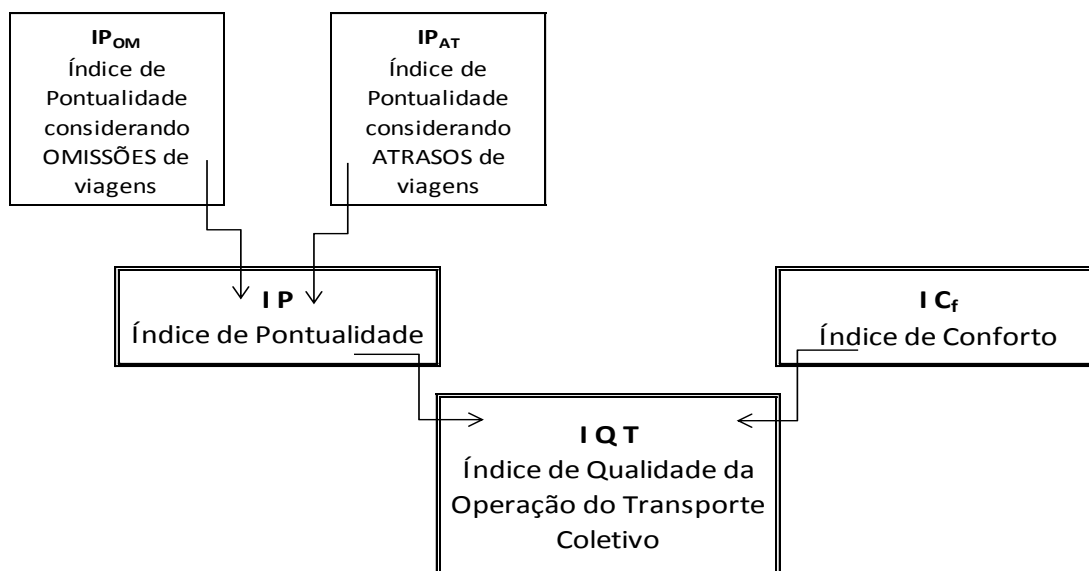 IPOM
Índice de
Pontualidade
considerando
OMISSÕES de
viagens
IPAT
Índice de
Pontualidade
considerando
ATRASOS de
viagens
I P
Índice de Pontualidade
I Cf
Índice de Conforto
I Q T
Índice de Qualidade da
Operação do Transporte
Coletivo